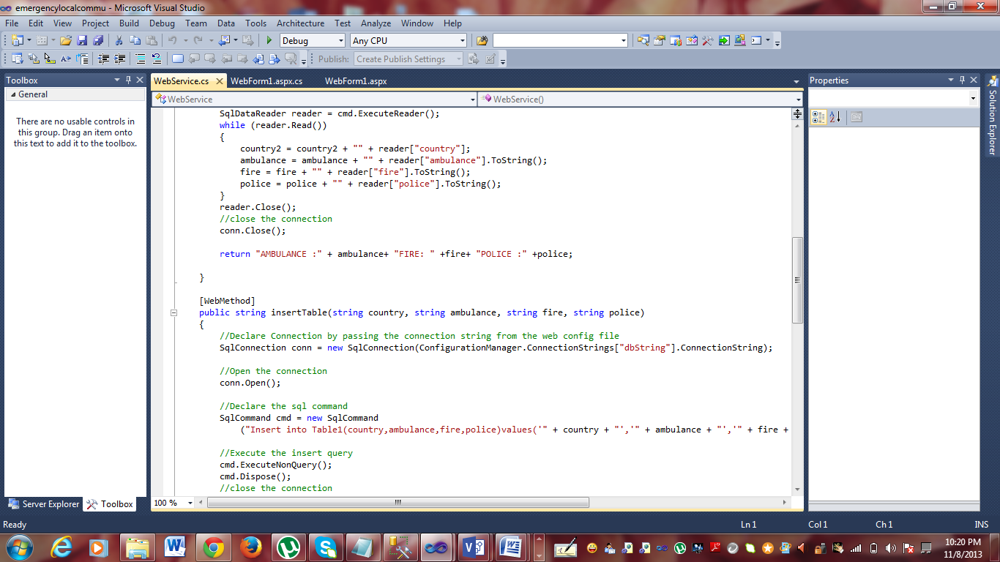 emergencylocalcommu - Microsoft Visual Studio
File Edit View Project Build Debug Team Data Tools Architecture Test Analyze Window Help
Debug Any CPU
Publish: Create Publish Settings
Toolbox
General
There are no usable controls in
this group. Drag an item onto
this text to add it to the toolbox.
Server Explorer Toolbox
WebService.cs WebForm1.aspx.cs WebForm1.aspx
WebService WebService()
SqlDataReader reader = cmd.ExecuteReader();
while (reader.Read())
{
country2 = country2 + "" + reader["country"];
ambulance = ambulance + "" + reader["ambulance"].ToString();
fire = fire + "" + reader["fire"].ToString();
police = police + "" + reader["police"].ToString();
}
reader.Close();
//close the connection
conn.Close();
return "AMBULANCE :" + ambulance+ "FIRE: " +fire+ "POLICE :" +police;
}
[WebMethod]
public string insertTable(string country, string ambulance, string fire, string police)
{
//Declare Connection by passing the connection string from the web config file
SqlConnection conn = new SqlConnection(ConfigurationManager.ConnectionStrings["dbString"].ConnectionString);
//Open the connection
conn.Open();
//Declare the sql command
SqlCommand cmd = new SqlCommand
("Insert into Table1(country,ambulance,fire,police)values('" + country + "','" + ambulance + "','" + fire +
//Execute the insert query
cmd.ExecuteNonQuery();
cmd.Dispose();
//close the connection
100 %
Properties
Solution Explorer
Ready Ln 1 Col 1 Ch 1 INS
10:20 PM
11/8/2013